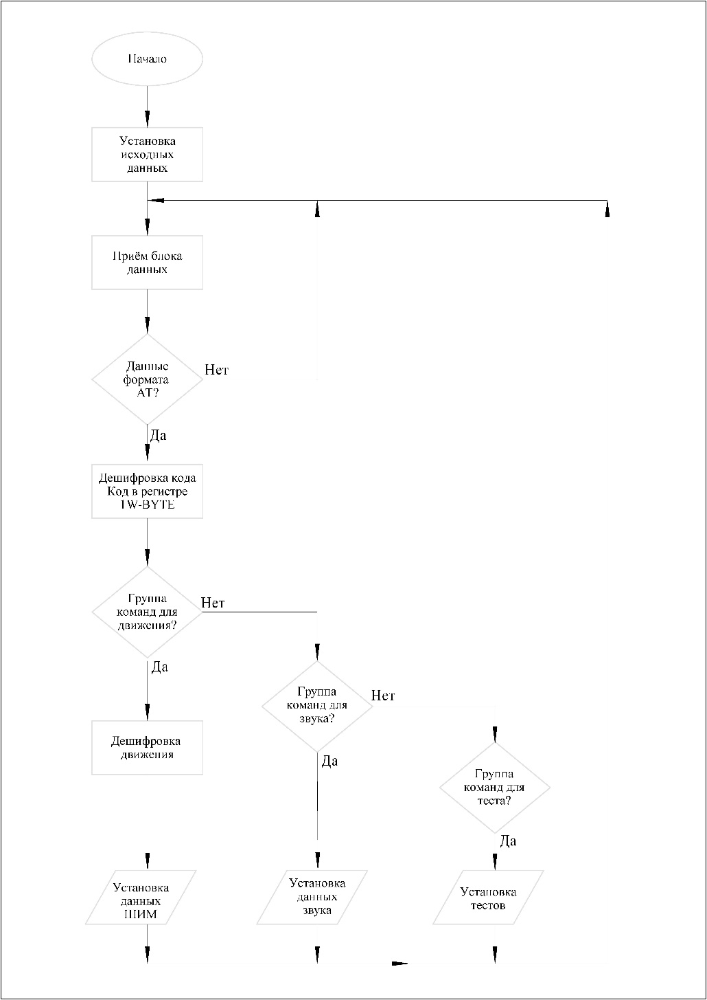 Начало
Установка
исходных
данных
Приём блока
данных
Данные
формата
АТ?
Нет
Да
Дешифровка кода
Код в регистре
1W-BYTE
Группа
команд для
движения?
Нет
Да
Группа
команд для
звука?
Нет
Дешифровка
движения
Да
Группа
команд для
теста?
Да
Установка
данных
ШИМ
Установка
данных
звука
Установка
тестов